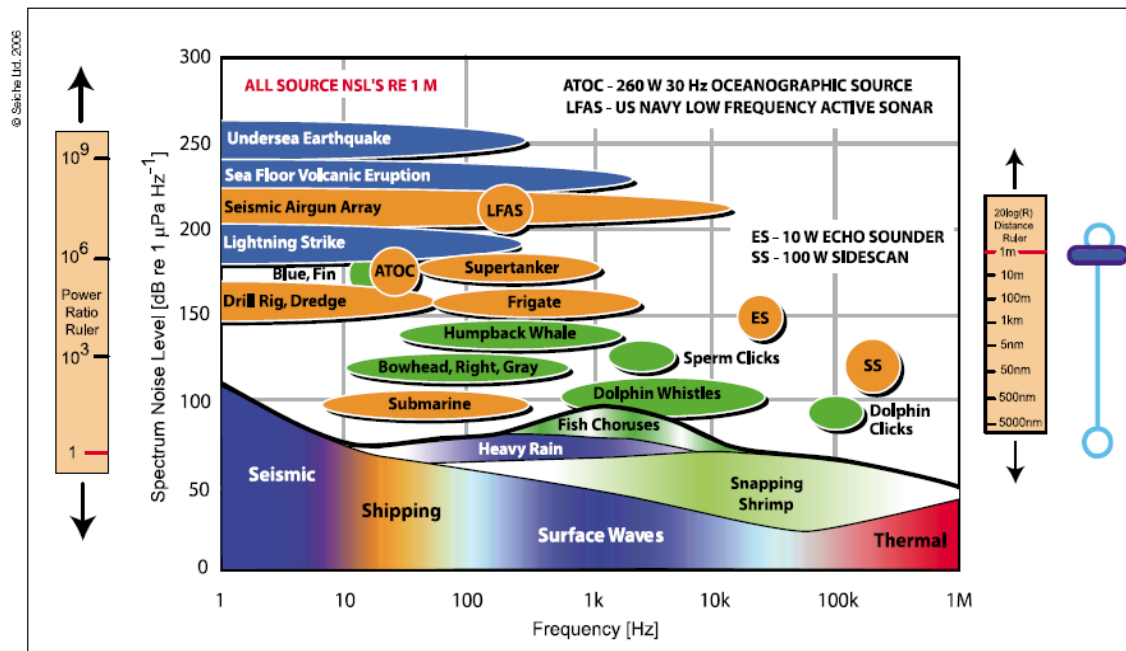 © Seiche Ltd. 2006
300
250
200
150
100
50
0
Spectrum Noise Level [dB re 1 µPa Hz⁻¹]
ALL SOURCE NSL'S RE 1 M
ATOC - 260 W 30 Hz OCEANOGRAPHIC SOURCE
LFAS - US NAVY LOW FREQUENCY ACTIVE SONAR
Undersea Earthquake
Sea Floor Volcanic Eruption
Seismic Airgun Array
LFAS
Lightning Strike
ES - 10 W ECHO SOUNDER
SS - 100 W SIDESCAN
Blue, Fin
ATOC
Supertanker
Drill Rig, Dredge
Frigate
ES
Humpback Whale
Sperm Clicks
Bowhead, Right, Gray
SS
Submarine
Dolphin Whistles
Dolphin
Clicks
Fish Choruses
Heavy Rain
Seismic
Shipping
Surface Waves
Snapping
Shrimp
Thermal
1
10
100
1k
10k
100k
1M
Frequency [Hz]
10⁹
10⁶
Power
Ratio
Ruler
10³
1
20log(R)
Distance
Ruler
1m
10m
100m
1km
5nm
50nm
500nm
5000nm